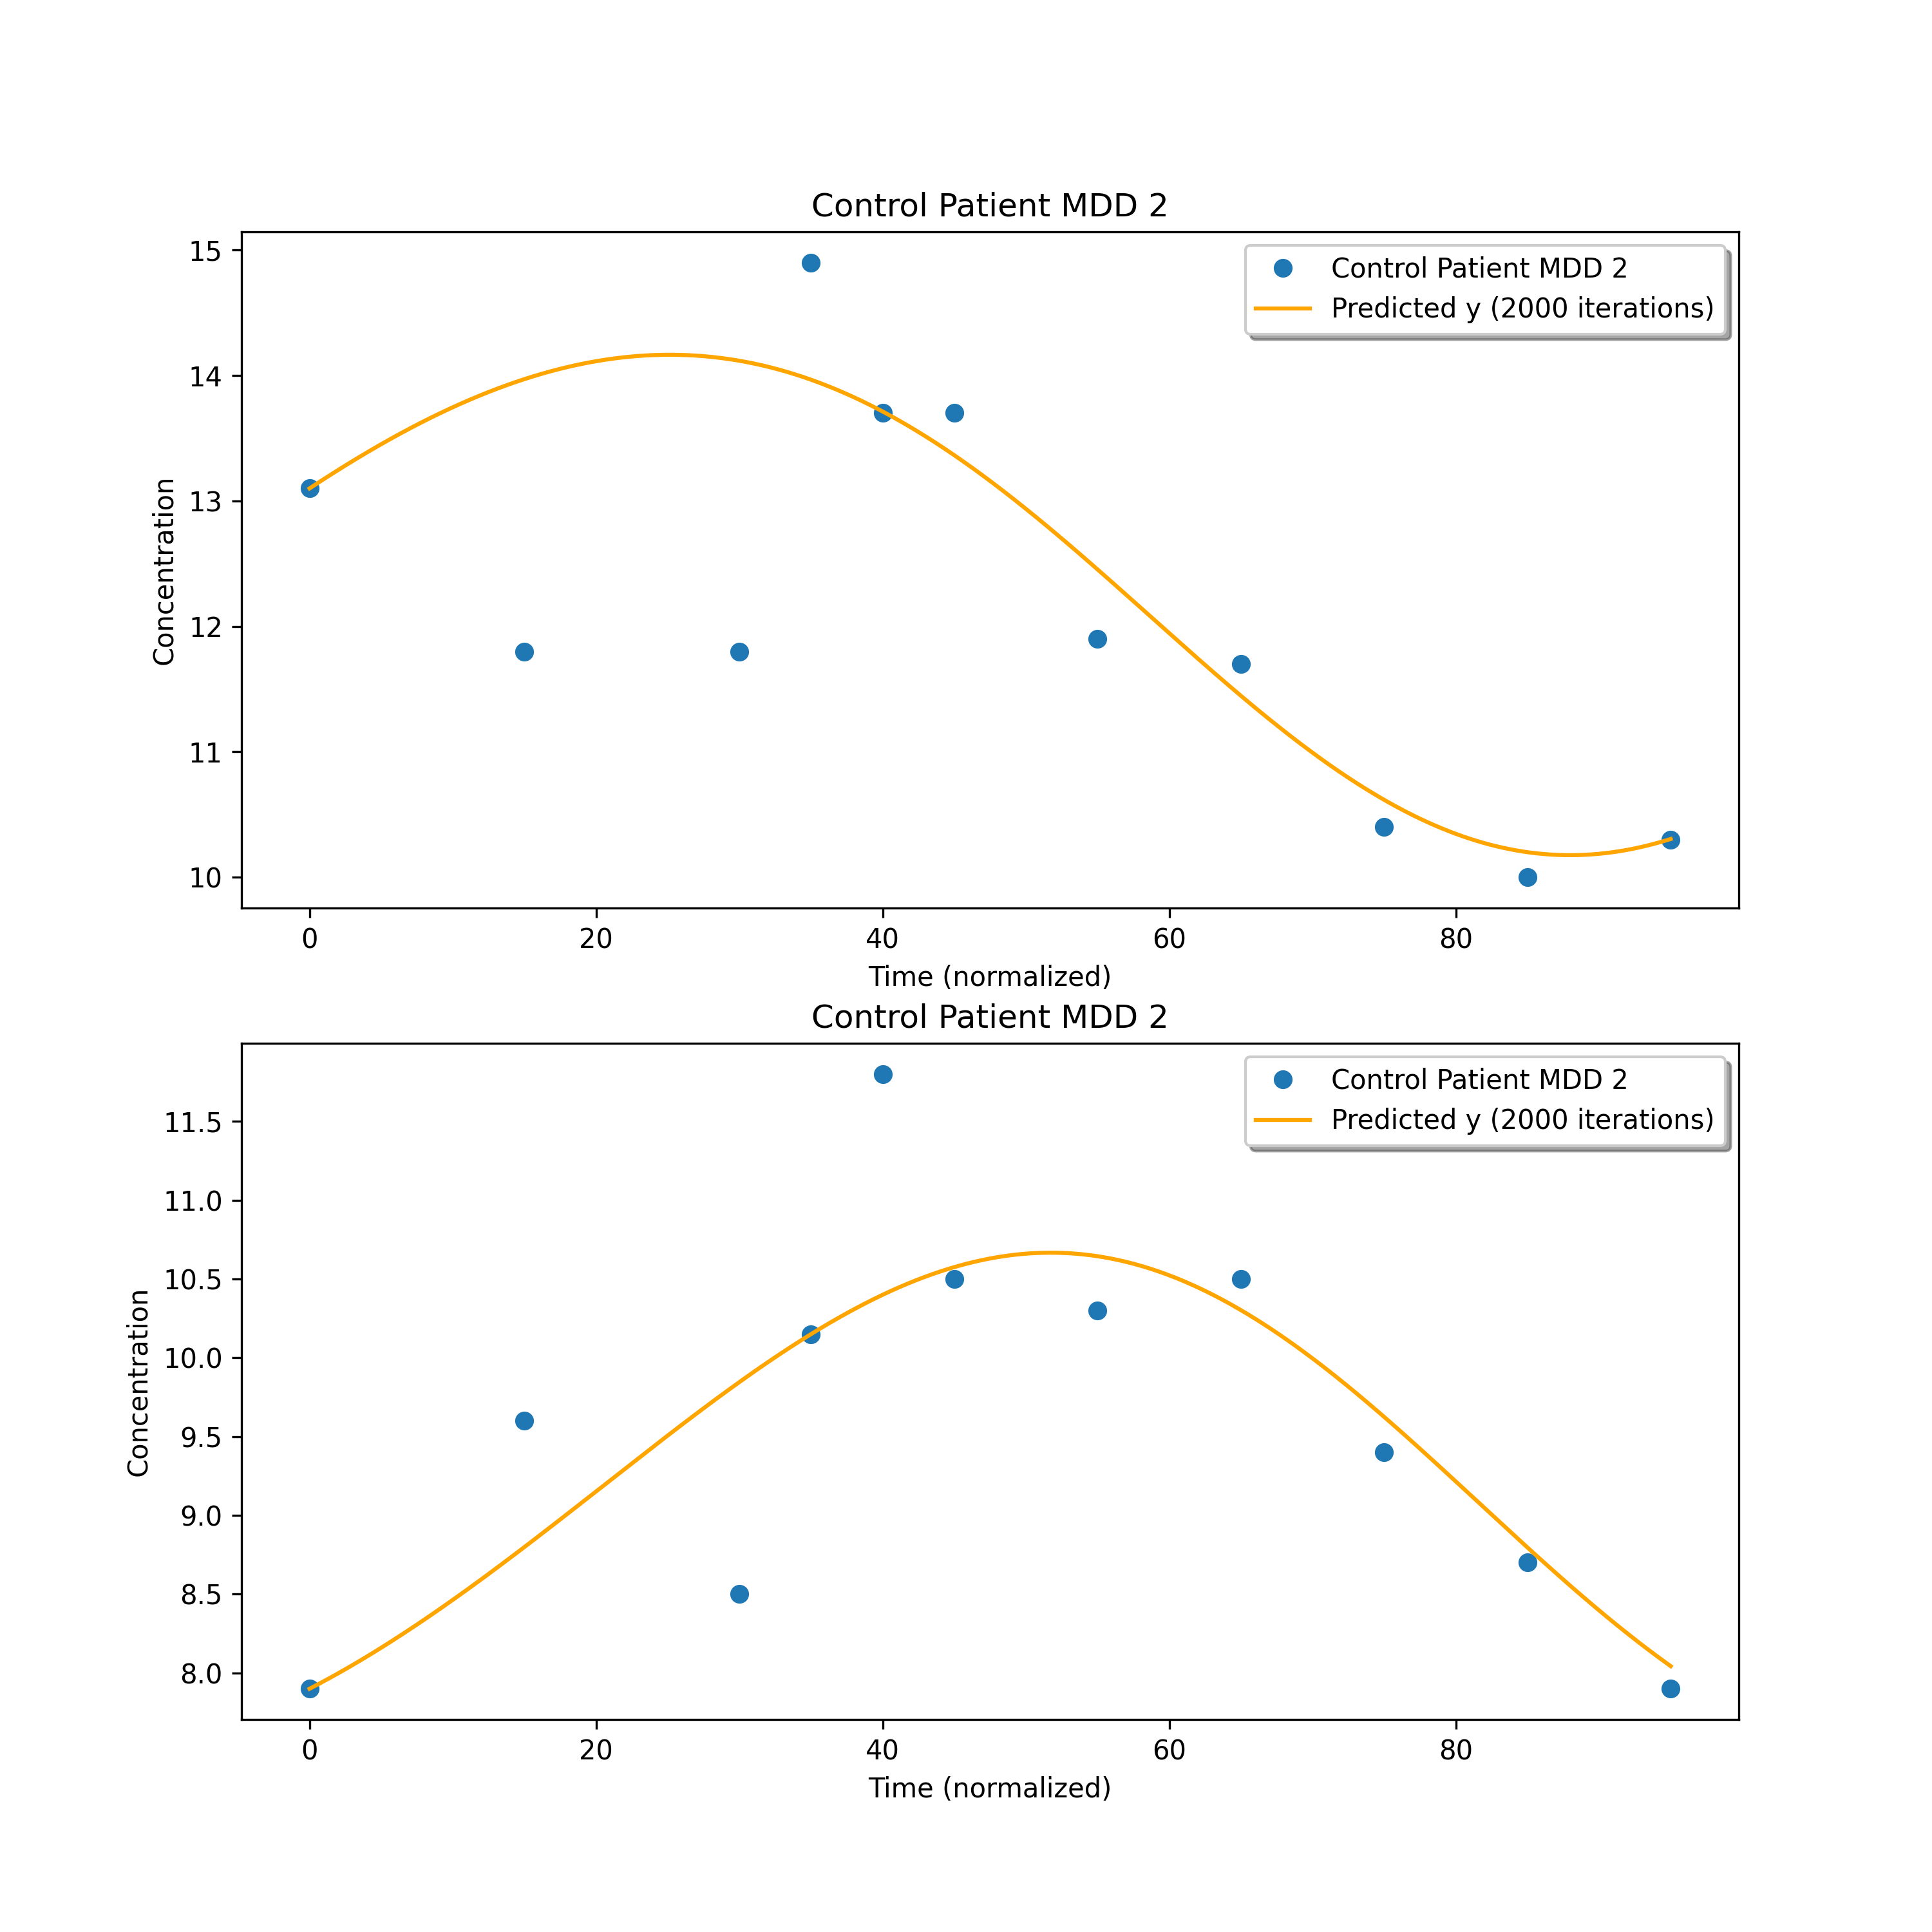 Control Patient MDD 2
Control Patient MDD 2
Predicted y (2000 iterations)
15
14
13
12
11
10
Concentration
0 20 40 60 80
Time (normalized)
Control Patient MDD 2
Control Patient MDD 2
Predicted y (2000 iterations)
11.5
11.0
10.5
10.0
9.5
9.0
8.5
8.0
Concentration
0 20 40 60 80
Time (normalized)